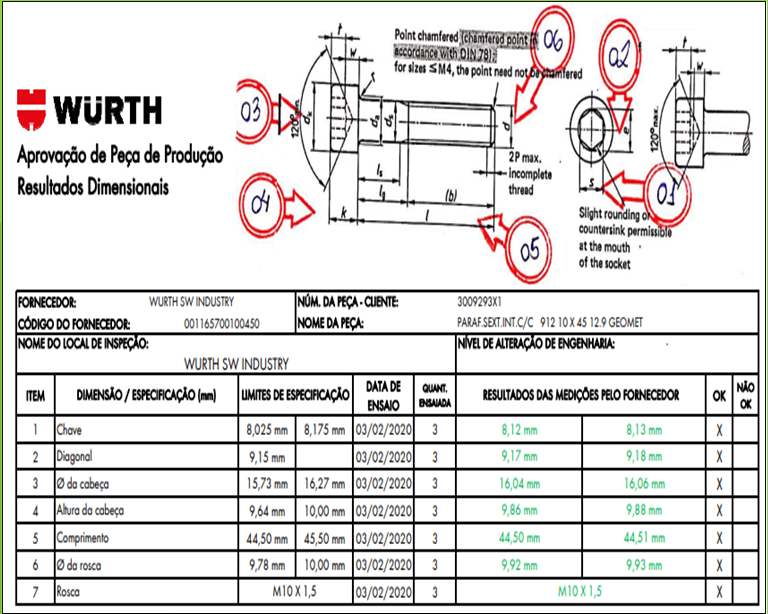 WÜRTH
Aprovação de Peça de Produção
Resultados Dimensionais
Point chamfered (chamfered point in
accordance with DIN 78):
for sizes ≤M4, the point need not be chamfered
06
02
03
04
05
01
t
w
r
120° min.
dk
da
ds
d
ls
lg
(b)
k
l
2P max.
incomplete
thread
e
s
t
w
120° max.
Slight rounding or
countersink permissible
at the mouth
of the socket
FORNECEDOR: WURTH SW INDUSTRY NÚM. DA PEÇA - CLIENTE: 3009293X1
CÓDIGO DO FORNECEDOR: 001165700100450 NOME DA PEÇA: PARAF.SEXT.INT.C/C 912 10 X 45 12.9 GEOMET
NOME DO LOCAL DE INSPEÇÃO: NÍVEL DE ALTERAÇÃO DE ENGENHARIA:
WURTH SW INDUSTRY
ITEM DIMENSÃO / ESPECIFICAÇÃO (mm) LIMITES DE ESPECIFICAÇÃO DATA DE ENSAIO QUANT. ENSAIADA RESULTADOS DAS MEDIÇÕES PELO FORNECEDOR OK NÃO OK
1 Chave 8,025 mm 8,175 mm 03/02/2020 3 8,12 mm 8,13 mm X
2 Diagonal 9,15 mm 03/02/2020 3 9,17 mm 9,18 mm X
3 Ø da cabeça 15,73 mm 16,27 mm 03/02/2020 3 16,04 mm 16,06 mm X
4 Altura da cabeça 9,64 mm 10,00 mm 03/02/2020 3 9,86 mm 9,88 mm X
5 Comprimento 44,50 mm 45,50 mm 03/02/2020 3 44,50 mm 44,51 mm X
6 Ø da rosca 9,78 mm 10,00 mm 03/02/2020 3 9,92 mm 9,93 mm X
7 Rosca M10 X 1,5 03/02/2020 3 M10 X 1,5 X